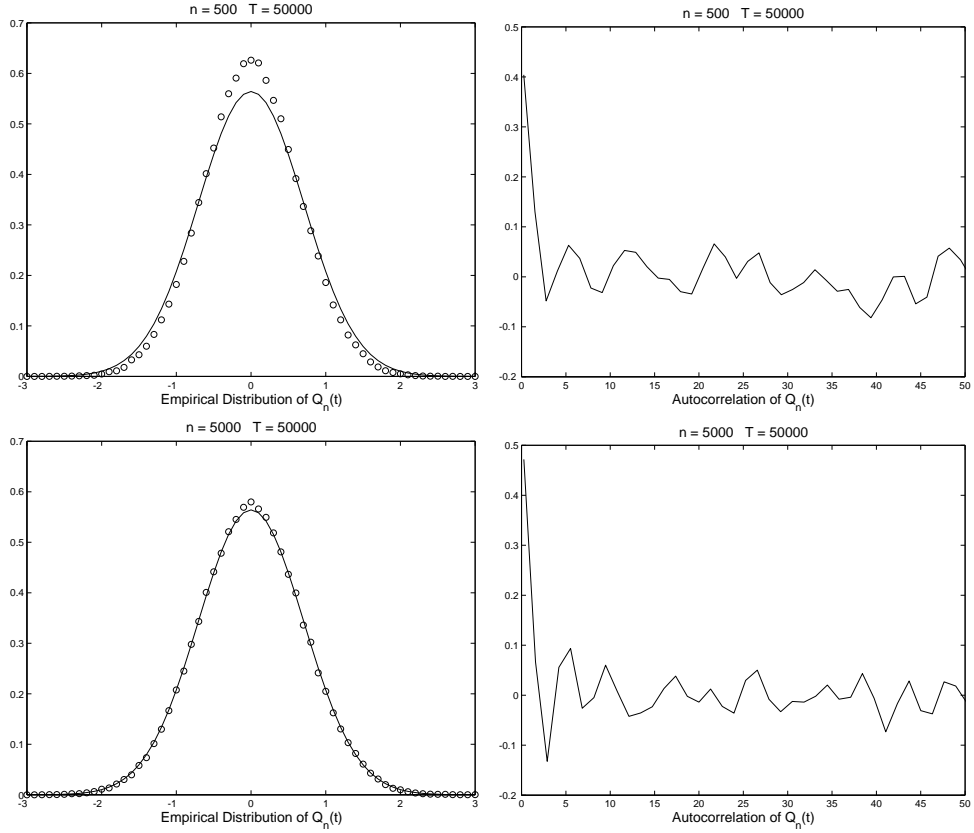 n = 500 T = 50000
0.7
0.6
0.5
0.4
0.3
0.2
0.1
0
-3 -2 -1 0 1 2 3
Empirical Distribution of Q_n(t)
n = 500 T = 50000
0.5
0.4
0.3
0.2
0.1
0
-0.1
-0.2
0 5 10 15 20 25 30 35 40 45 50
Autocorrelation of Q_n(t)
n = 5000 T = 50000
0.7
0.6
0.5
0.4
0.3
0.2
0.1
0
-3 -2 -1 0 1 2 3
Empirical Distribution of Q_n(t)
n = 5000 T = 50000
0.5
0.4
0.3
0.2
0.1
0
-0.1
-0.2
0 5 10 15 20 25 30 35 40 45 50
Autocorrelation of Q_n(t)